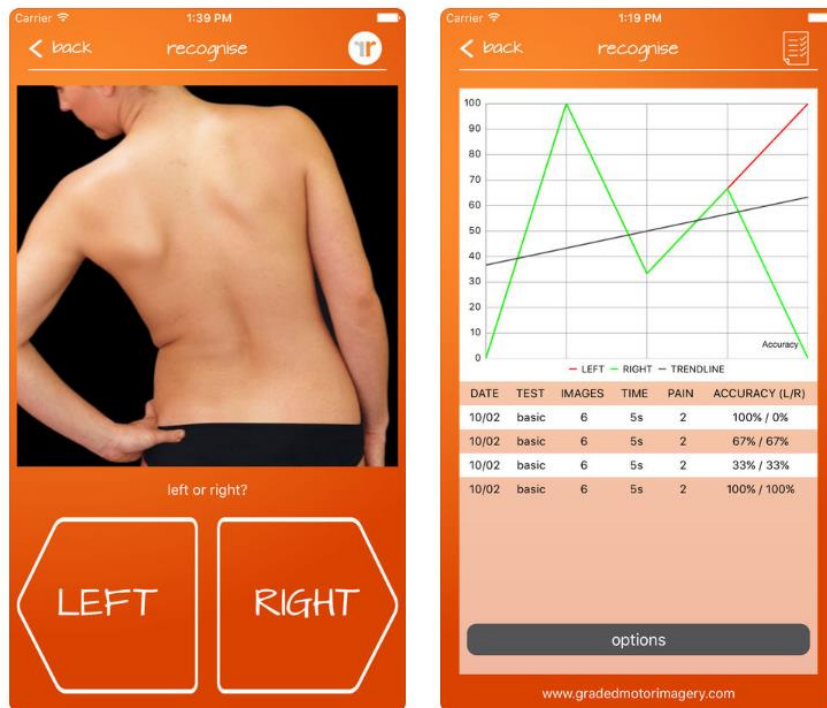 Carrier 1:39 PM
back recognise
left or right?
LEFT RIGHT
Carrier 1:19 PM
back recognise
100
90
80
70
60
50
40
30
20
10
0
Accuracy
LEFT RIGHT TRENDLINE
DATE TEST IMAGES TIME PAIN ACCURACY (L/R)
10/02 basic 6 5s 2 100% / 0%
10/02 basic 6 5s 2 67% / 67%
10/02 basic 6 5s 2 33% / 33%
10/02 basic 6 5s 2 100% / 100%
options
www.gradedmotorimagery.com